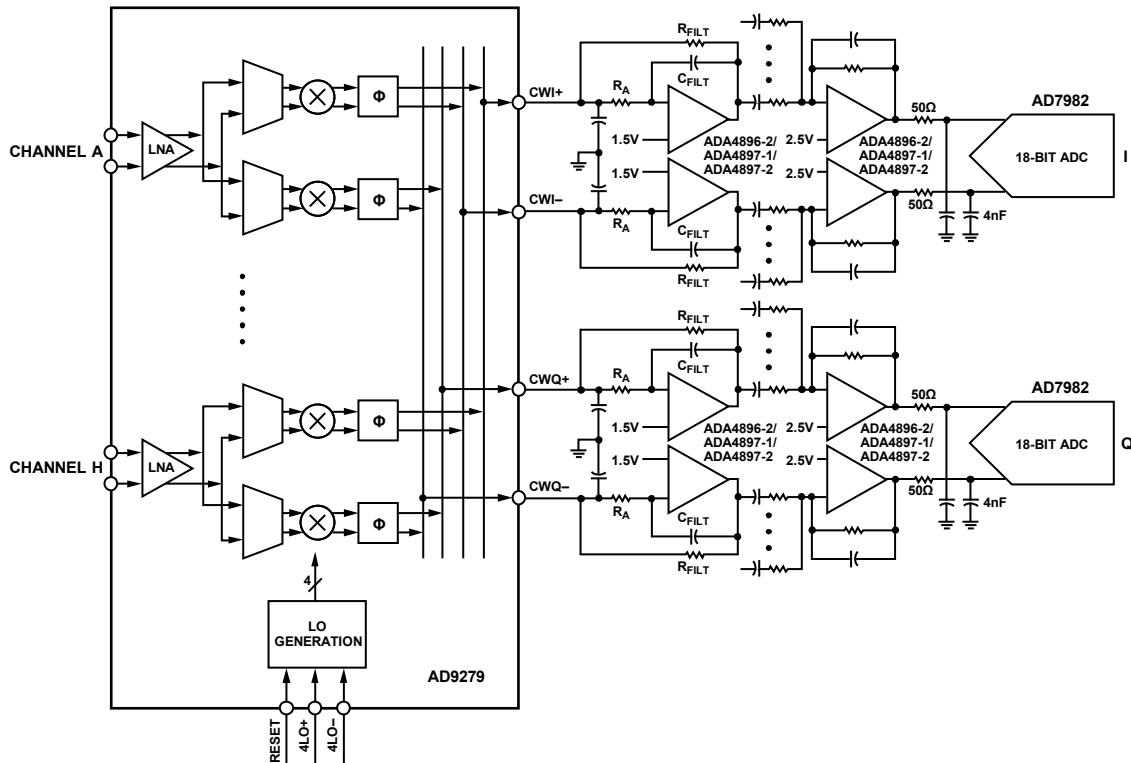 CHANNEL A
LNA
Φ
Φ
CHANNEL H
LNA
Φ
Φ
4
LO
GENERATION
AD9279
RESET
4LO+
4LO–
CWI+
RFILT
CFILT
RA
1.5V
ADA4896-2/
ADA4897-1/
ADA4897-2
2.5V
ADA4896-2/
ADA4897-1/
ADA4897-2
50Ω
AD7982
18-BIT ADC
I
1.5V
CWI–
RA
CFILT
RFILT
2.5V
50Ω
4nF
CWQ+
RFILT
CFILT
RA
1.5V
ADA4896-2/
ADA4897-1/
ADA4897-2
2.5V
ADA4896-2/
ADA4897-1/
ADA4897-2
50Ω
AD7982
18-BIT ADC
Q
1.5V
CWQ–
RA
CFILT
RFILT
2.5V
50Ω
4nF